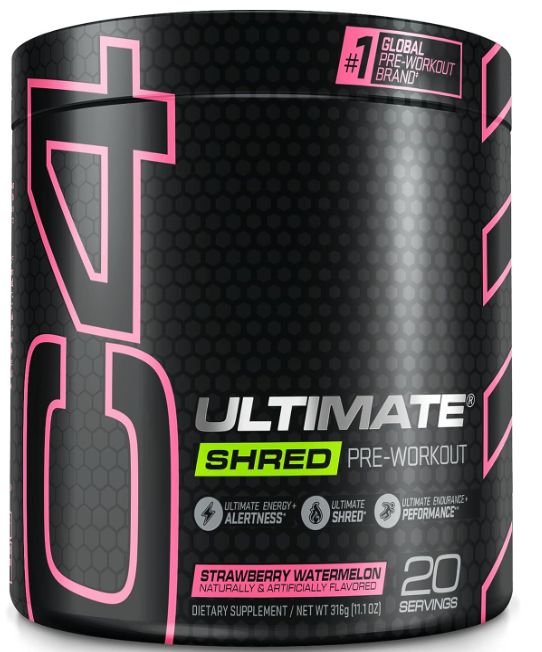 #1
GLOBAL
PRE-WORKOUT
BRAND‡
C4
ULTIMATE®
SHRED PRE-WORKOUT
ULTIMATE ENERGY+
ALERTNESS*
ULTIMATE
SHRED*
ULTIMATE ENDURANCE+
PEFORMANCE**
STRAWBERRY WATERMELON
NATURALLY & ARTIFICIALLY FLAVORED
20
SERVINGS
DIETARY SUPPLEMENT / NET WT 316g (11.1 OZ)